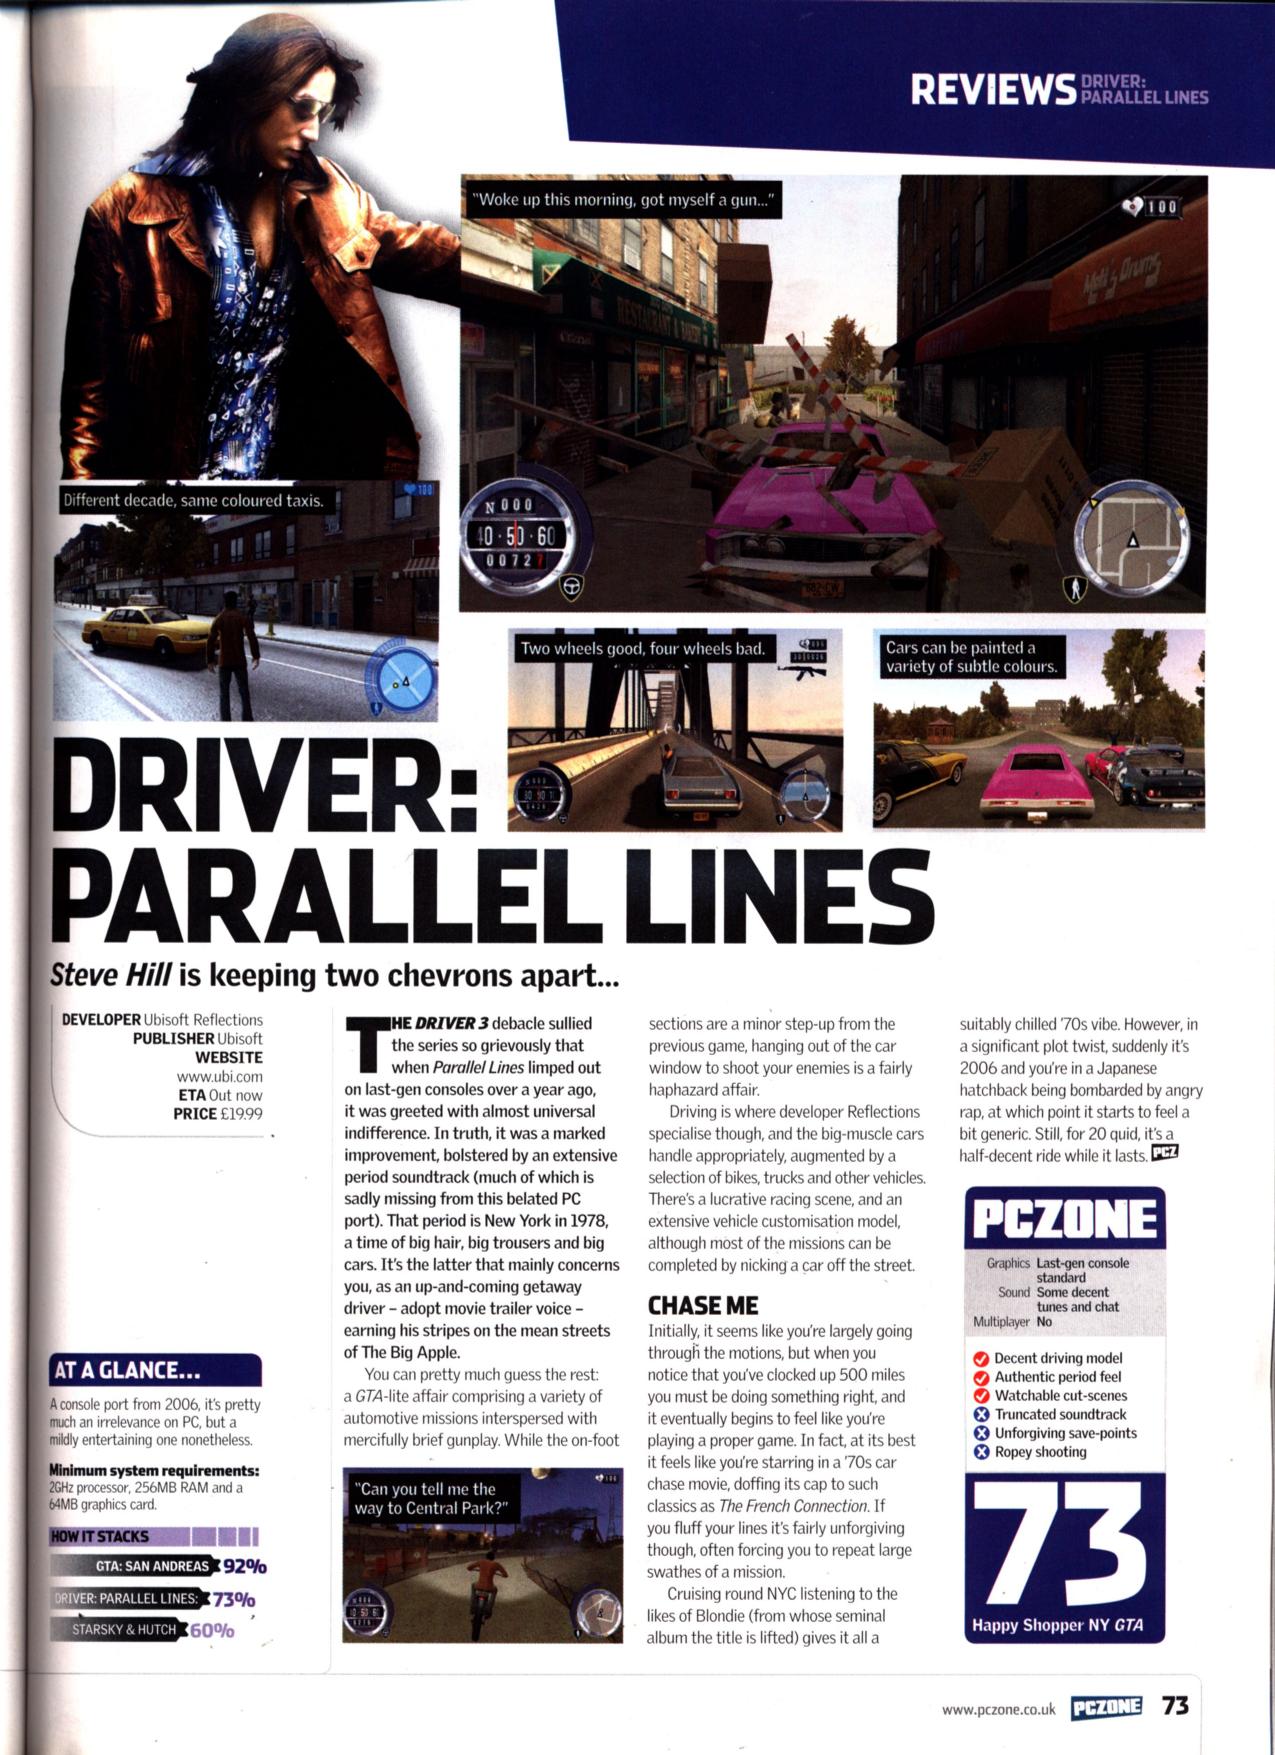 REVIEWS DRIVER:
PARALLEL LINES
"Woke up this morning, got myself a gun..."
100
RESTAURANT &
Drums
N 000
40·50·60
00727
Different decade, same coloured taxis.
100
Two wheels good, four wheels bad.
Cars can be painted a
variety of subtle colours.
DRIVER:
PARALLEL LINES
Steve Hill is keeping two chevrons apart...
DEVELOPER Ubisoft Reflections
PUBLISHER Ubisoft
WEBSITE
www.ubi.com
ETA Out now
PRICE £19.99
AT A GLANCE...
A console port from 2006, it's pretty
much an irrelevance on PC, but a
mildly entertaining one nonetheless.
Minimum system requirements:
2GHz processor, 256MB RAM and a
64MB graphics card.
HOW IT STACKS
GTA: SAN ANDREAS 92%
DRIVER: PARALLEL LINES: 73%
STARSKY & HUTCH 60%
THE DRIVER 3 debacle sullied
the series so grievously that
when Parallel Lines limped out
on last-gen consoles over a year ago,
it was greeted with almost universal
indifference. In truth, it was a marked
improvement, bolstered by an extensive
period soundtrack (much of which is
sadly missing from this belated PC
port). That period is New York in 1978,
a time of big hair, big trousers and big
cars. It's the latter that mainly concerns
you, as an up-and-coming getaway
driver – adopt movie trailer voice –
earning his stripes on the mean streets
of The Big Apple.
You can pretty much guess the rest:
a GTA-lite affair comprising a variety of
automotive missions interspersed with
mercifully brief gunplay. While the on-foot
"Can you tell me the
way to Central Park?"
sections are a minor step-up from the
previous game, hanging out of the car
window to shoot your enemies is a fairly
haphazard affair.
Driving is where developer Reflections
specialise though, and the big-muscle cars
handle appropriately, augmented by a
selection of bikes, trucks and other vehicles.
There's a lucrative racing scene, and an
extensive vehicle customisation model,
although most of the missions can be
completed by nicking a car off the street.
CHASE ME
Initially, it seems like you're largely going
through the motions, but when you
notice that you've clocked up 500 miles
you must be doing something right, and
it eventually begins to feel like you're
playing a proper game. In fact, at its best
it feels like you're starring in a '70s car
chase movie, doffing its cap to such
classics as The French Connection. If
you fluff your lines it's fairly unforgiving
though, often forcing you to repeat large
swathes of a mission.
Cruising round NYC listening to the
likes of Blondie (from whose seminal
album the title is lifted) gives it all a
suitably chilled '70s vibe. However, in
a significant plot twist, suddenly it's
2006 and you're in a Japanese
hatchback being bombarded by angry
rap, at which point it starts to feel a
bit generic. Still, for 20 quid, it's a
half-decent ride while it lasts. PCZ
PCZONE
Graphics Last-gen console
standard
Sound Some decent
tunes and chat
Multiplayer No
Decent driving model
Authentic period feel
Watchable cut-scenes
Truncated soundtrack
Unforgiving save-points
Ropey shooting
73
Happy Shopper NY GTA
www.pczone.co.uk PCZONE 73